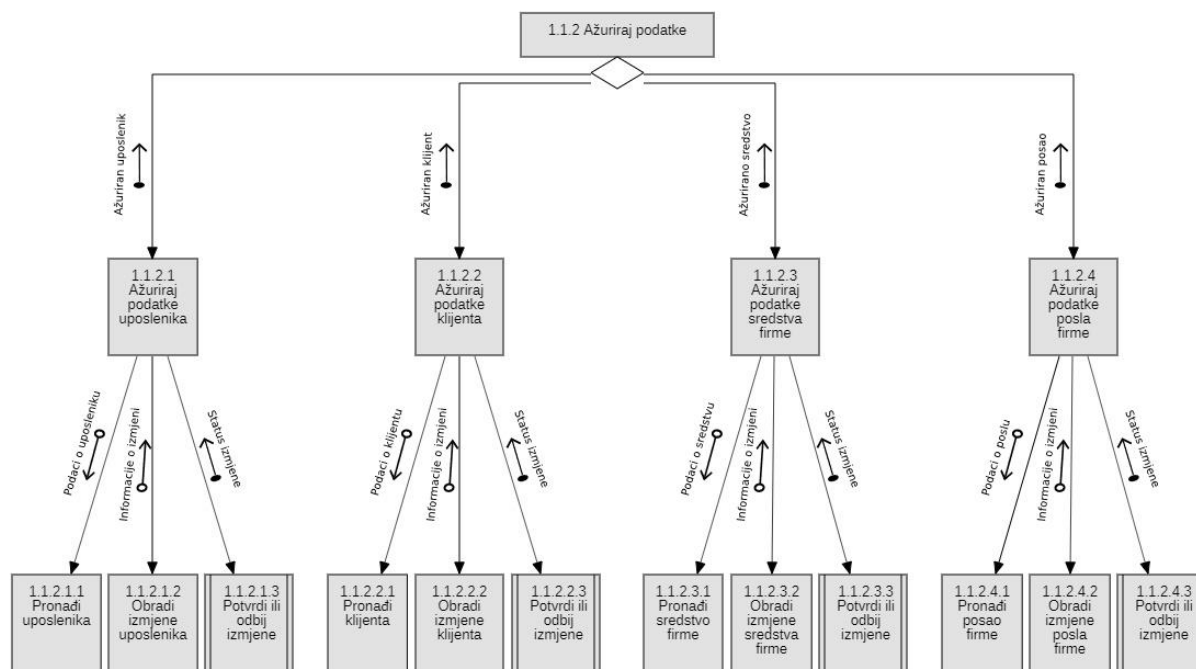 1.1.2 Ažuriraj podatke
Ažuriran uposlenik
Ažuriran klijent
Ažurirano sredstvo
Ažuriran posao
1.1.2.1
Ažuriraj
podatke
uposlenika
1.1.2.2
Ažuriraj
podatke
klijenta
1.1.2.3
Ažuriraj
podatke
sredstva
firme
1.1.2.4
Ažuriraj
podatke
posla
firme
Podaci o uposleniku
Informacije o izmjeni
Status izmjene
Podaci o klijentu
Informacije o izmjeni
Status izmjene
Podaci o sredstvu
Informacije o izmjeni
Status izmjene
Podaci o poslu
Informacije o izmjeni
Status izmjene
1.1.2.1.1
Pronađi
uposlenika
1.1.2.1.2
Obradi
izmjene
uposlenika
1.1.2.1.3
Potvrdi ili
odbij
izmjene
1.1.2.2.1
Pronađi
klijenta
1.1.2.2.2
Obradi
izmjene
klijenta
1.1.2.2.3
Potvrdi ili
odbij
izmjene
1.1.2.3.1
Pronađi
sredstvo
firme
1.1.2.3.2
Obradi
izmjene
sredstva
firme
1.1.2.3.3
Potvrdi ili
odbij
izmjene
1.1.2.4.1
Pronađi
posao
firme
1.1.2.4.2
Obradi
izmjene
posla
firme
1.1.2.4.3
Potvrdi ili
odbij
izmjene